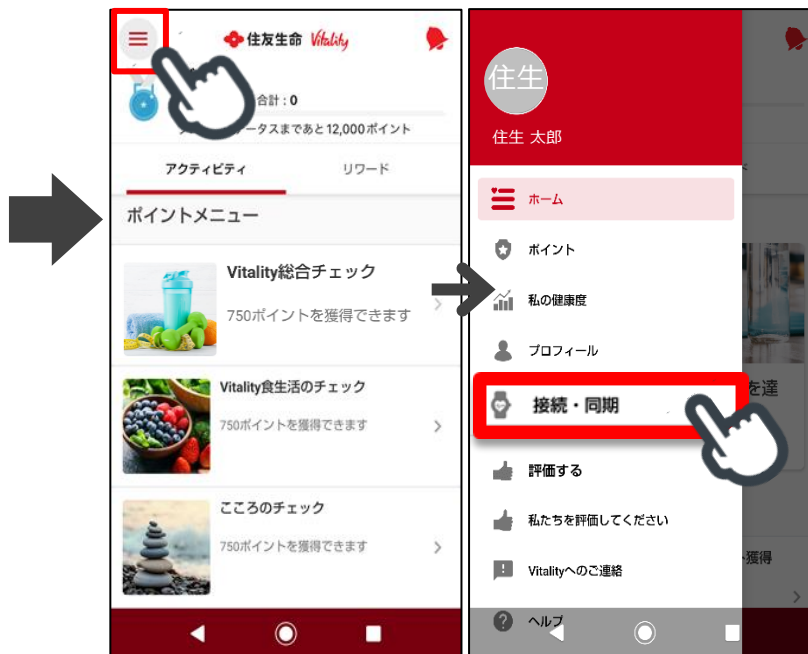 住友生命 Vitality
合計 : 0
ータスまであと12,000ポイント
アクティビティ
リワード
ポイントメニュー
Vitality総合チェック
750ポイントを獲得できます
Vitality食生活のチェック
750ポイントを獲得できます
こころのチェック
750ポイントを獲得できます
住生
住生 太郎
ホーム
ポイント
私の健康度
プロフィール
接続・同期
評価する
私たちを評価してください
Vitalityへのご連絡
ヘルプ
を達
獲得